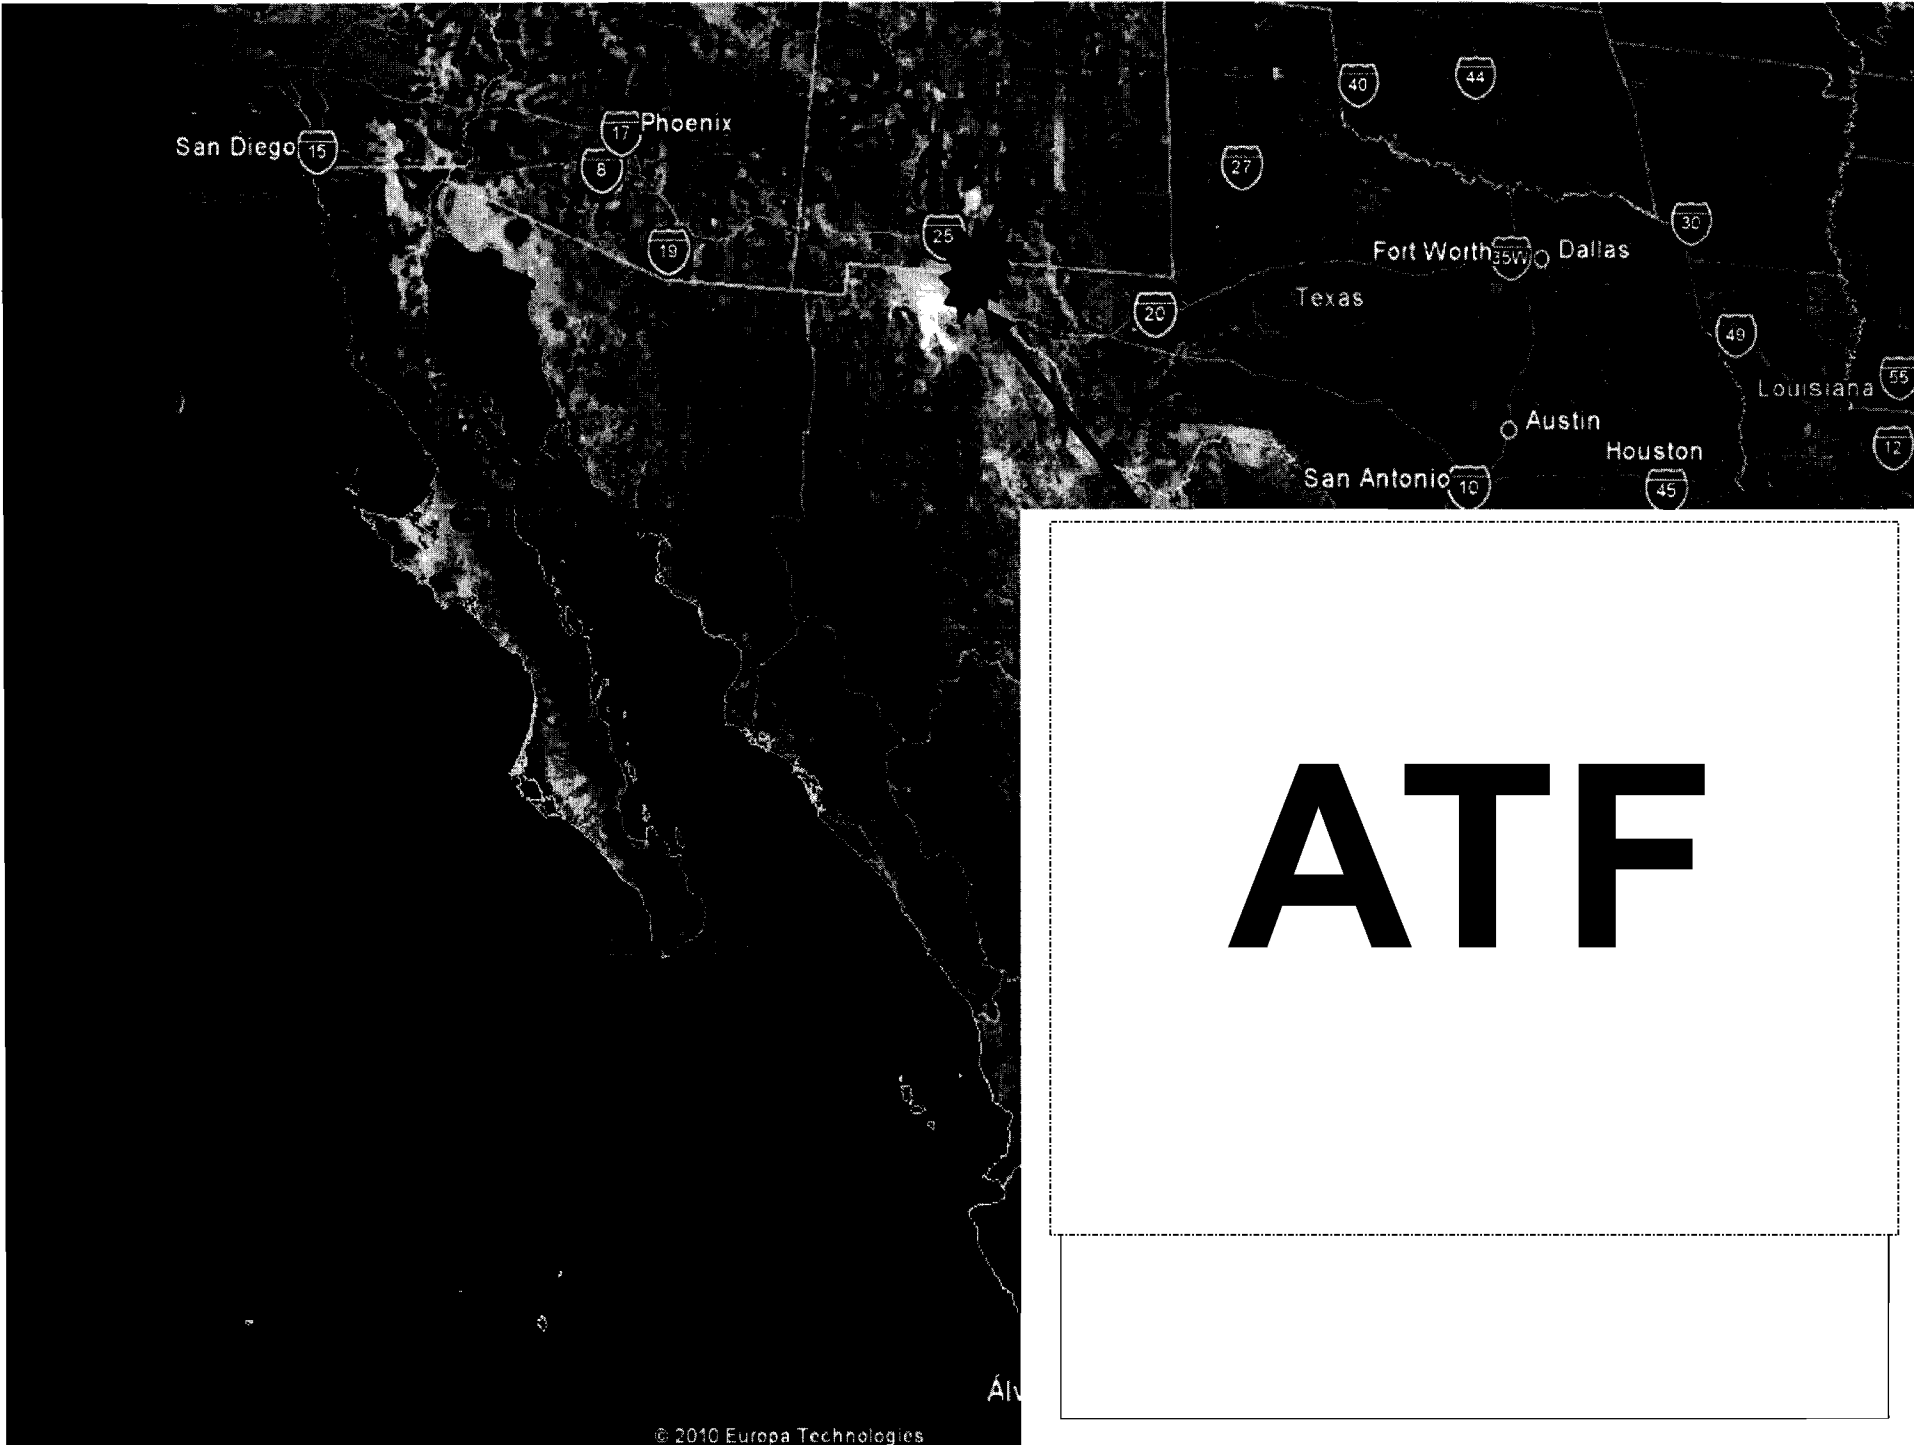 40
44
17 Phoenix
San Diego 15
8
27
25
19
30
Fort Worth 35W Dallas
Texas
20
49
Louisiana 55
Austin
Houston
12
San Antonio 10
45
ATF
Álv
© 2010 Europa Technologies